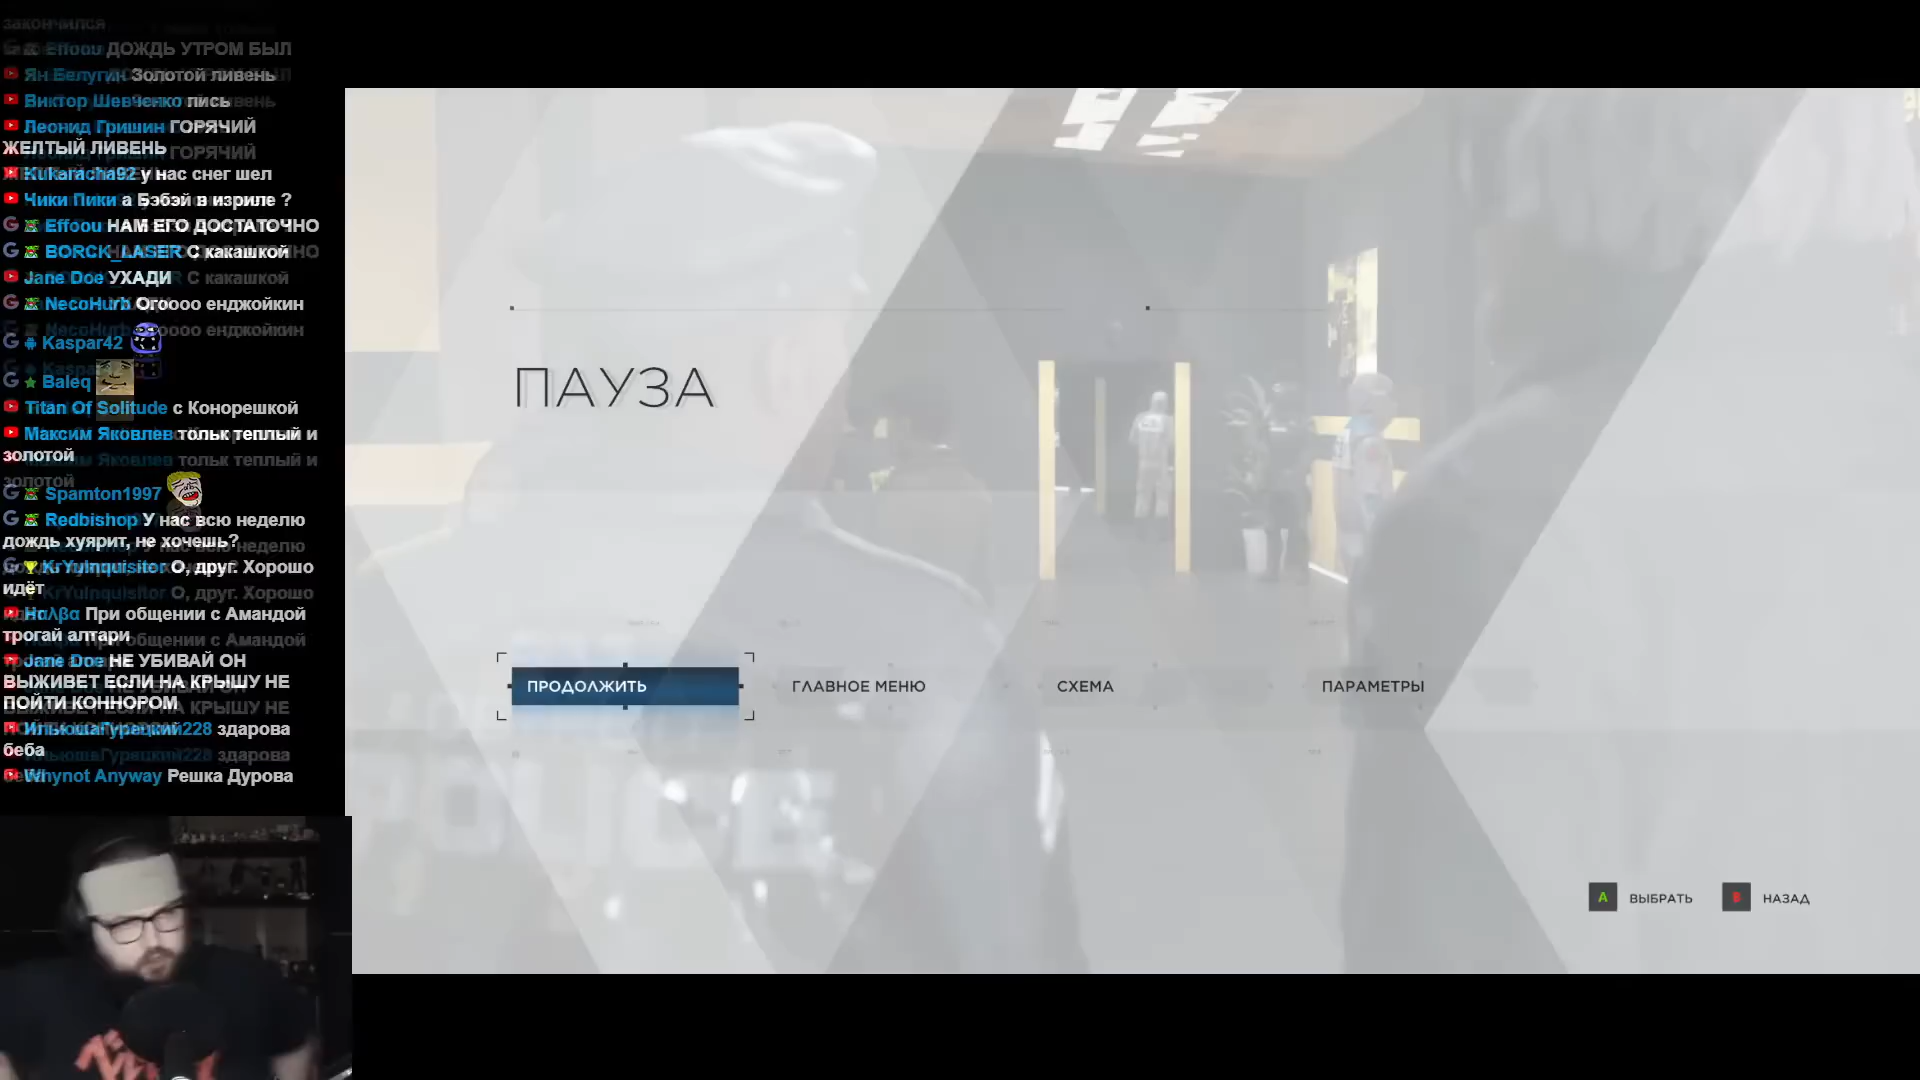 закончился
Effoou ДОЖДЬ УТРОМ БЫЛ
Ян Белугин Золотой ливень
Виктор Шевченко пись
Леонид Гришин ГОРЯЧИЙ
ЖЕЛТЫЙ ЛИВЕНЬ
Kukaracha92 у нас снег шел
Чики Пики а Бэбэй в изриле ?
Effoou НАМ ЕГО ДОСТАТОЧНО
BORCK_LASER С какашкой
Jane Doe УХАДИ
NecoHurb Огоооо енджойкин
Kaspar42
Baleq
Titan Of Solitude с Конорешкой
Максим Яковлев тольк теплый и
золотой
Spamton1997
Redbishop У нас всю неделю
дождь хуярит, не хочешь?
KrYuInquisitor О, друг. Хорошо
идёт
При общении с Амандой
трогай алтари
Jane Doe НЕ УБИВАЙ ОН
ВЫЖИВЕТ ЕСЛИ НА КРЫШУ НЕ
ПОЙТИ КОННОРОМ
ИльюшаГурецкий228 здарова
беба
Whynot Anyway Решка Дурова
ПАУЗА
ПРОДОЛЖИТЬ
ГЛАВНОЕ МЕНЮ
СХЕМА
ПАРАМЕТРЫ
POLICE
A ВЫБРАТЬ
B НАЗАД